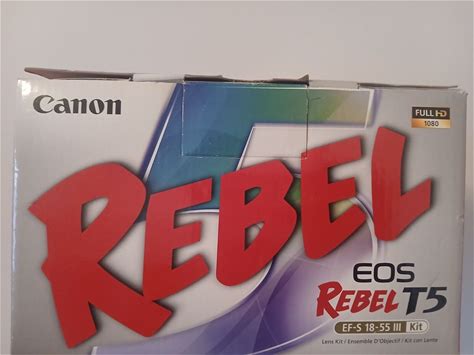 Canon
FULL HD
1080
REBEL
EOS
REBEL T5
EF-S 18-55 III Kit
Lens Kit / Ensemble D'Objectif / Kit con Lente